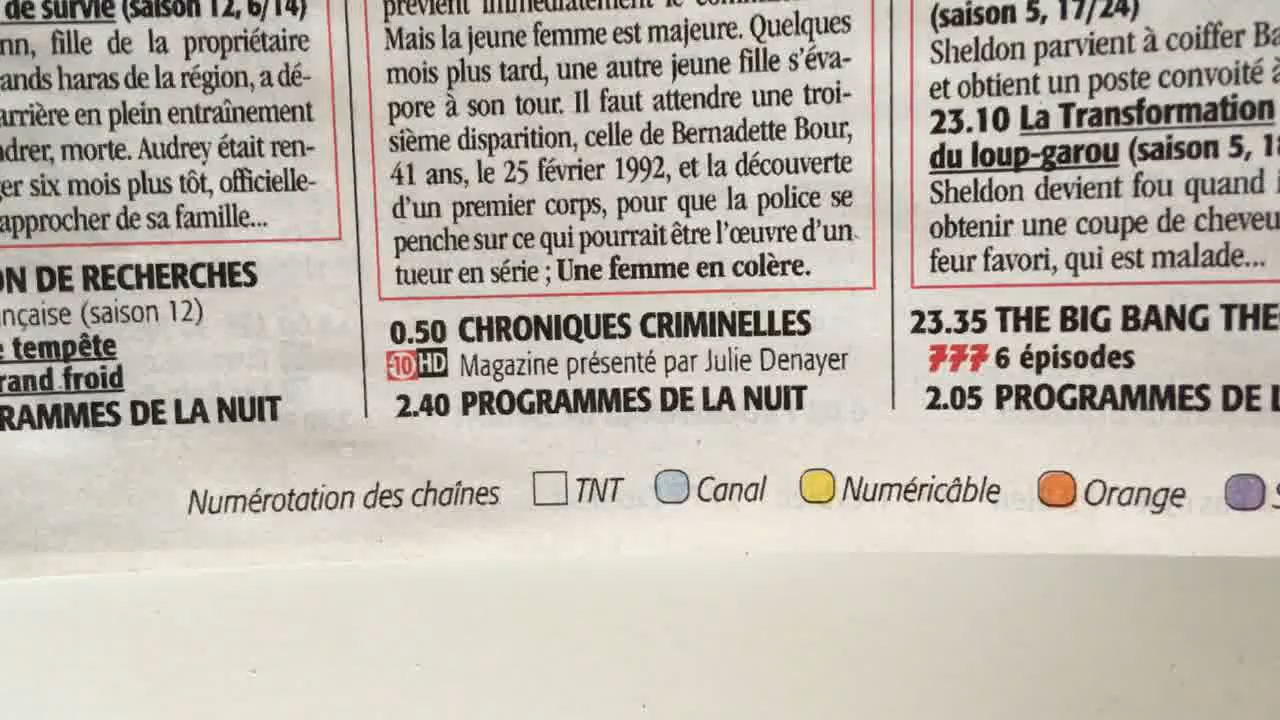 de survie (saison 12, 6/14)
nn, fille de la propriétaire
ands haras de la région, a dé-
arrière en plein entraînement
drer, morte. Audrey était ren-
er six mois plus tôt, officielle-
approcher de sa famille...
ON DE RECHERCHES
nçaise (saison 12)
tempête
rand froid
RAMMES DE LA NUIT
prévient immédiatement le
Mais la jeune femme est majeure. Quelques
mois plus tard, une autre jeune fille s'éva-
pore à son tour. Il faut attendre une troi-
sième disparition, celle de Bernadette Bour,
41 ans, le 25 février 1992, et la découverte
d'un premier corps, pour que la police se
penche sur ce qui pourrait être l'œuvre d'un
tueur en série ; Une femme en colère.
0.50 CHRONIQUES CRIMINELLES
-10 HD Magazine présenté par Julie Denayer
2.40 PROGRAMMES DE LA NUIT
(saison 5, 17/24)
Sheldon parvient à coiffer Ba
et obtient un poste convoité à
23.10 La Transformation
du loup-garou (saison 5, 18
Sheldon devient fou quand i
obtenir une coupe de cheveu
feur favori, qui est malade...
23.35 THE BIG BANG THE
777 6 épisodes
2.05 PROGRAMMES DE L
Numérotation des chaînes TNT Canal Numéricâble Orange S